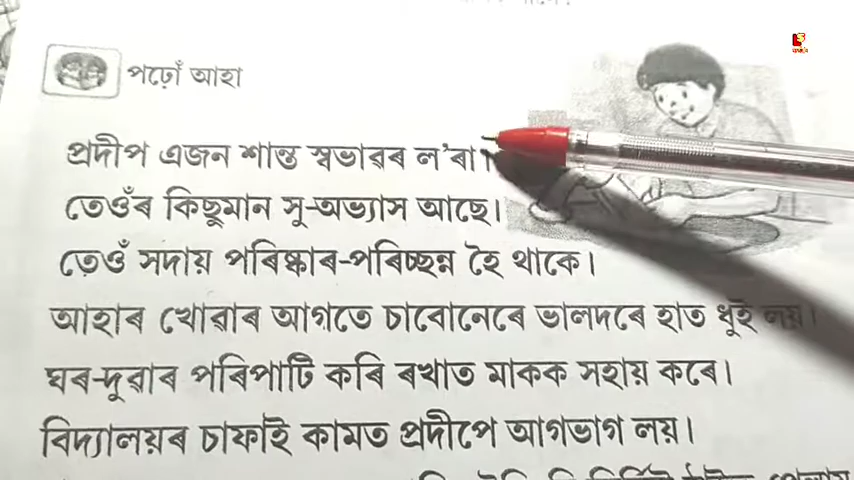 পঢ়োঁ আহা
প্ৰদীপ এজন শান্ত স্বভাৱৰ ল'ৰা।
তেওঁৰ কিছুমান সু-অভ্যাস আছে।
তেওঁ সদায় পৰিষ্কাৰ-পৰিচ্ছন্ন হৈ থাকে।
আহাৰ খোৱাৰ আগতে চাবোনেৰে ভালদৰে হাত ধুই লয়।
ঘৰ-দুৱাৰ পৰিপাটি কৰি ৰখাত মাকক সহায় কৰে।
বিদ্যালয়ৰ চাফাই কামত প্ৰদীপে আগভাগ লয়।